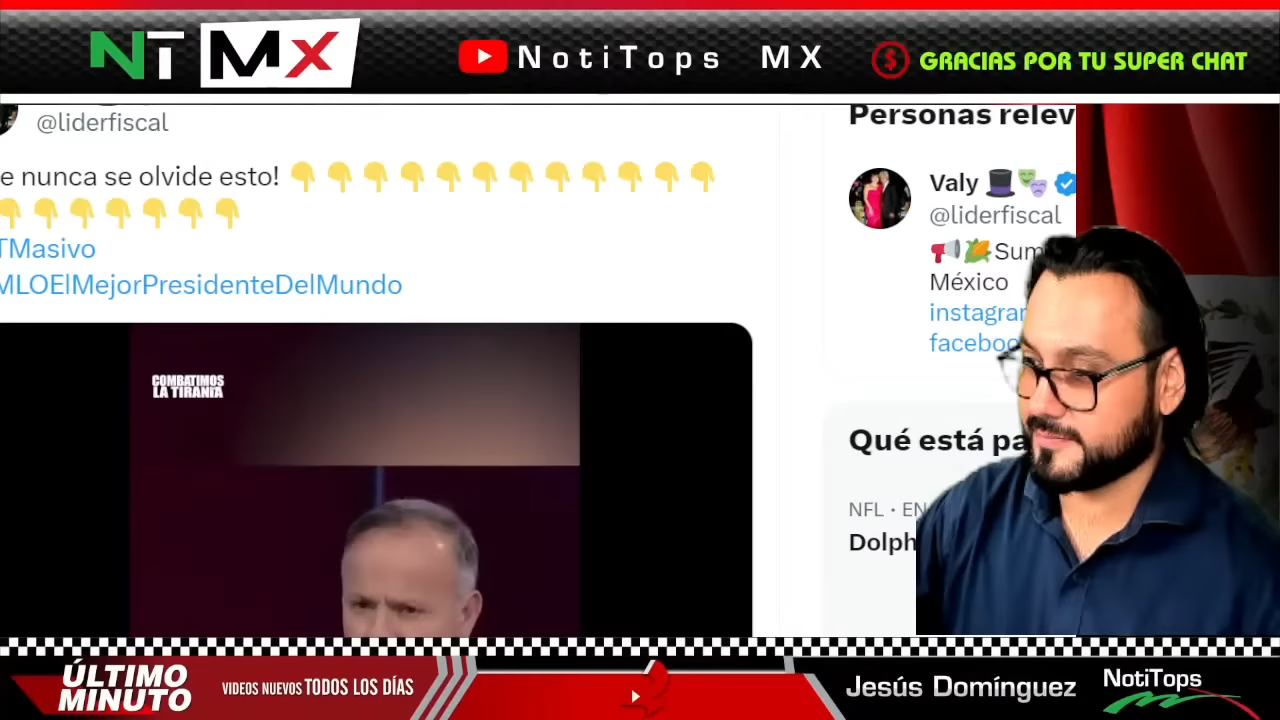 NT MX
NotiTops MX
$
GRACIAS POR TU SUPER CHAT
@liderfiscal
e nunca se olvide esto!
TMasivo
MLOElMejorPresidenteDelMundo
COMBATIMOS
LA TIRANÍA
Personas relev
Valy
@liderfiscal
Sum
México
instagra
faceboo
Qué está pa
NFL · EN
Dolph
ÚLTIMO
MINUTO
VIDEOS NUEVOS TODOS LOS DÍAS
Jesús Domínguez
NotiTops